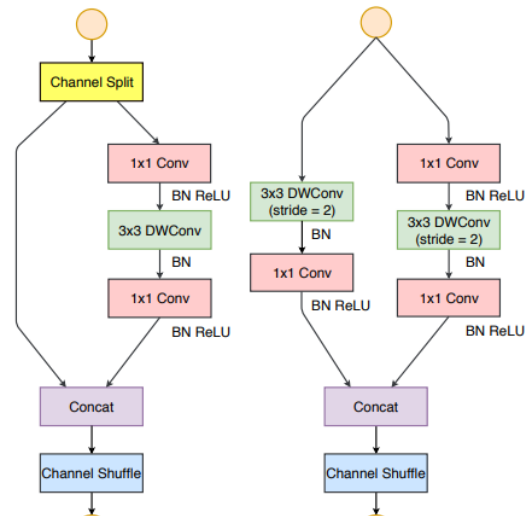 Channel Split
1x1 Conv
BN ReLU
3x3 DWConv
BN
1x1 Conv
BN ReLU
Concat
Channel Shuffle
3x3 DWConv
(stride = 2)
BN
1x1 Conv
BN ReLU
1x1 Conv
BN ReLU
3x3 DWConv
(stride = 2)
BN
1x1 Conv
BN ReLU
Concat
Channel Shuffle